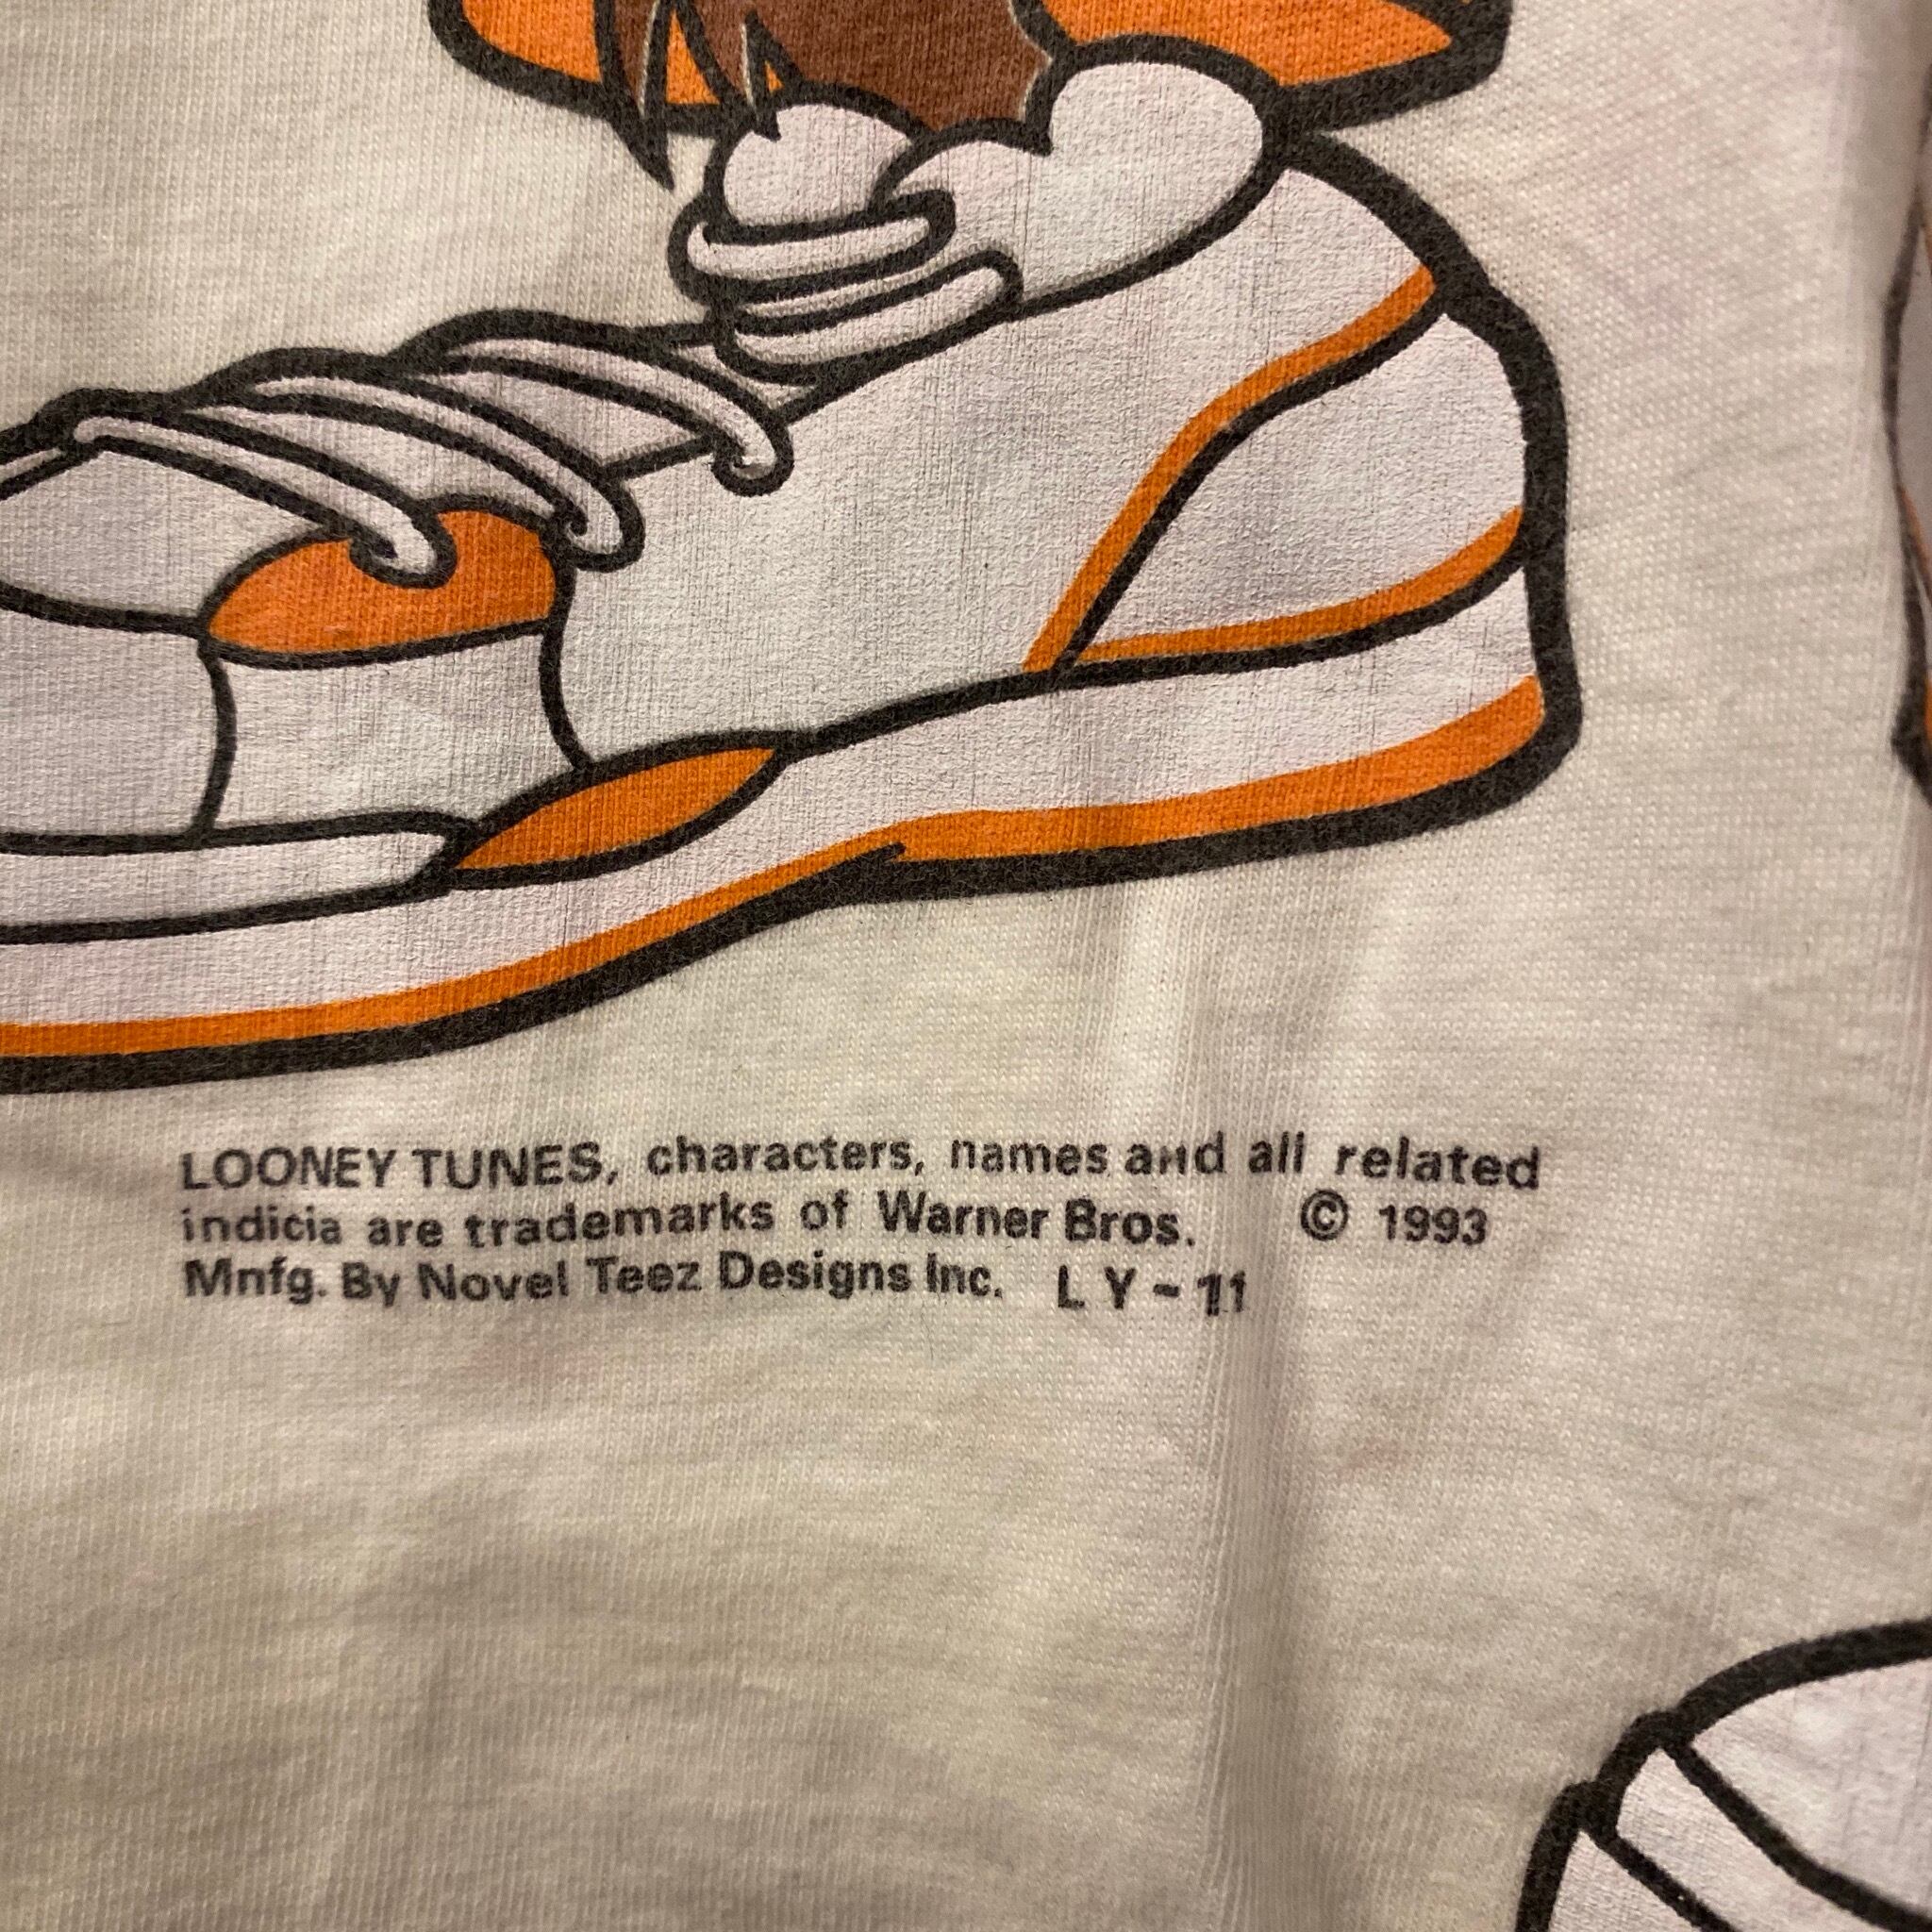 LOONEY TUNES, characters, names and all related
indicia are trademarks of Warner Bros. © 1993
Mnfg. By Novel Teez Designs Inc. L Y - 11